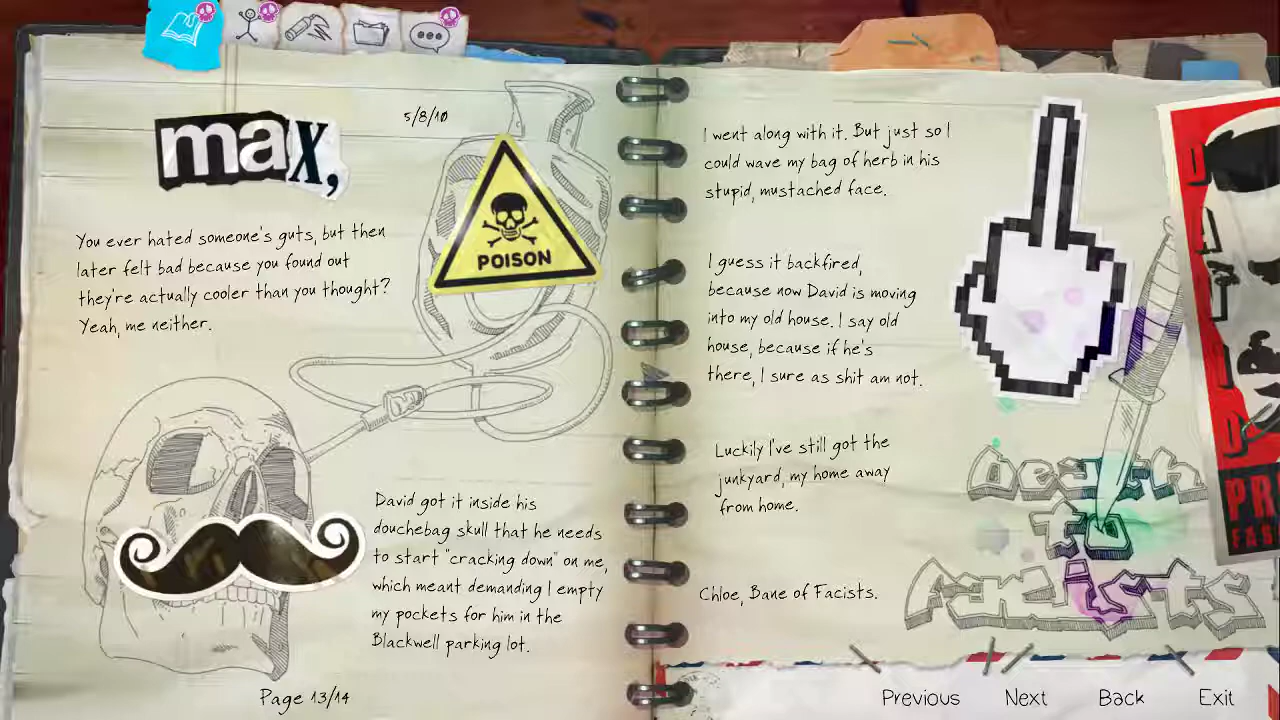 5/8/10
max,
POISON
You ever hated someone's guts, but then
later felt bad because you found out
they're actually cooler than you thought?
Yeah, me neither.
David got it inside his
douchebag skull that he needs
to start "cracking down" on me,
which meant demanding I empty
my pockets for him in the
Blackwell parking lot.
Page 13/14
I went along with it. But just so I
could wave my bag of herb in his
stupid, mustached face.
I guess it backfired,
because now David is moving
into my old house. I say old
house, because if he's
there, I sure as shit am not.
Luckily I've still got the
junkyard, my home away
from home.
Chloe, Bane of Facists.
death
to
PR
FAS
Previous
Next
Back
Exit